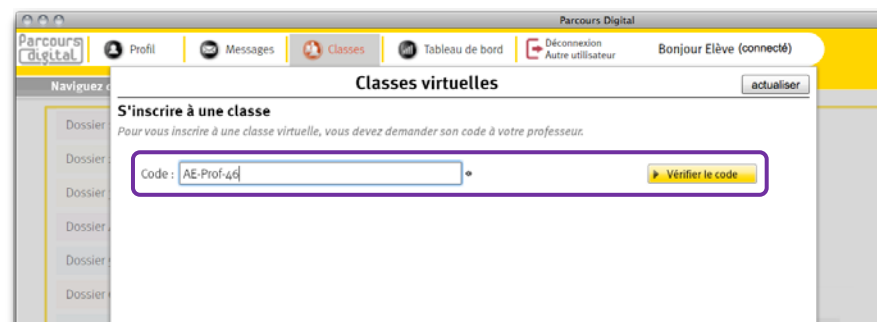 Parcours Digital
Parcours
digital
Profil
Messages
Classes
Tableau de bord
Déconnexion
Autre utilisateur
Bonjour Elève (connecté)
Naviguez
Classes virtuelles
actualiser
S'inscrire à une classe
Pour vous inscrire à une classe virtuelle, vous devez demander son code à votre professeur.
Code : AE-Prof-46
Vérifier le code
Dossier
Dossier
Dossier
Dossier
Dossier
Dossier